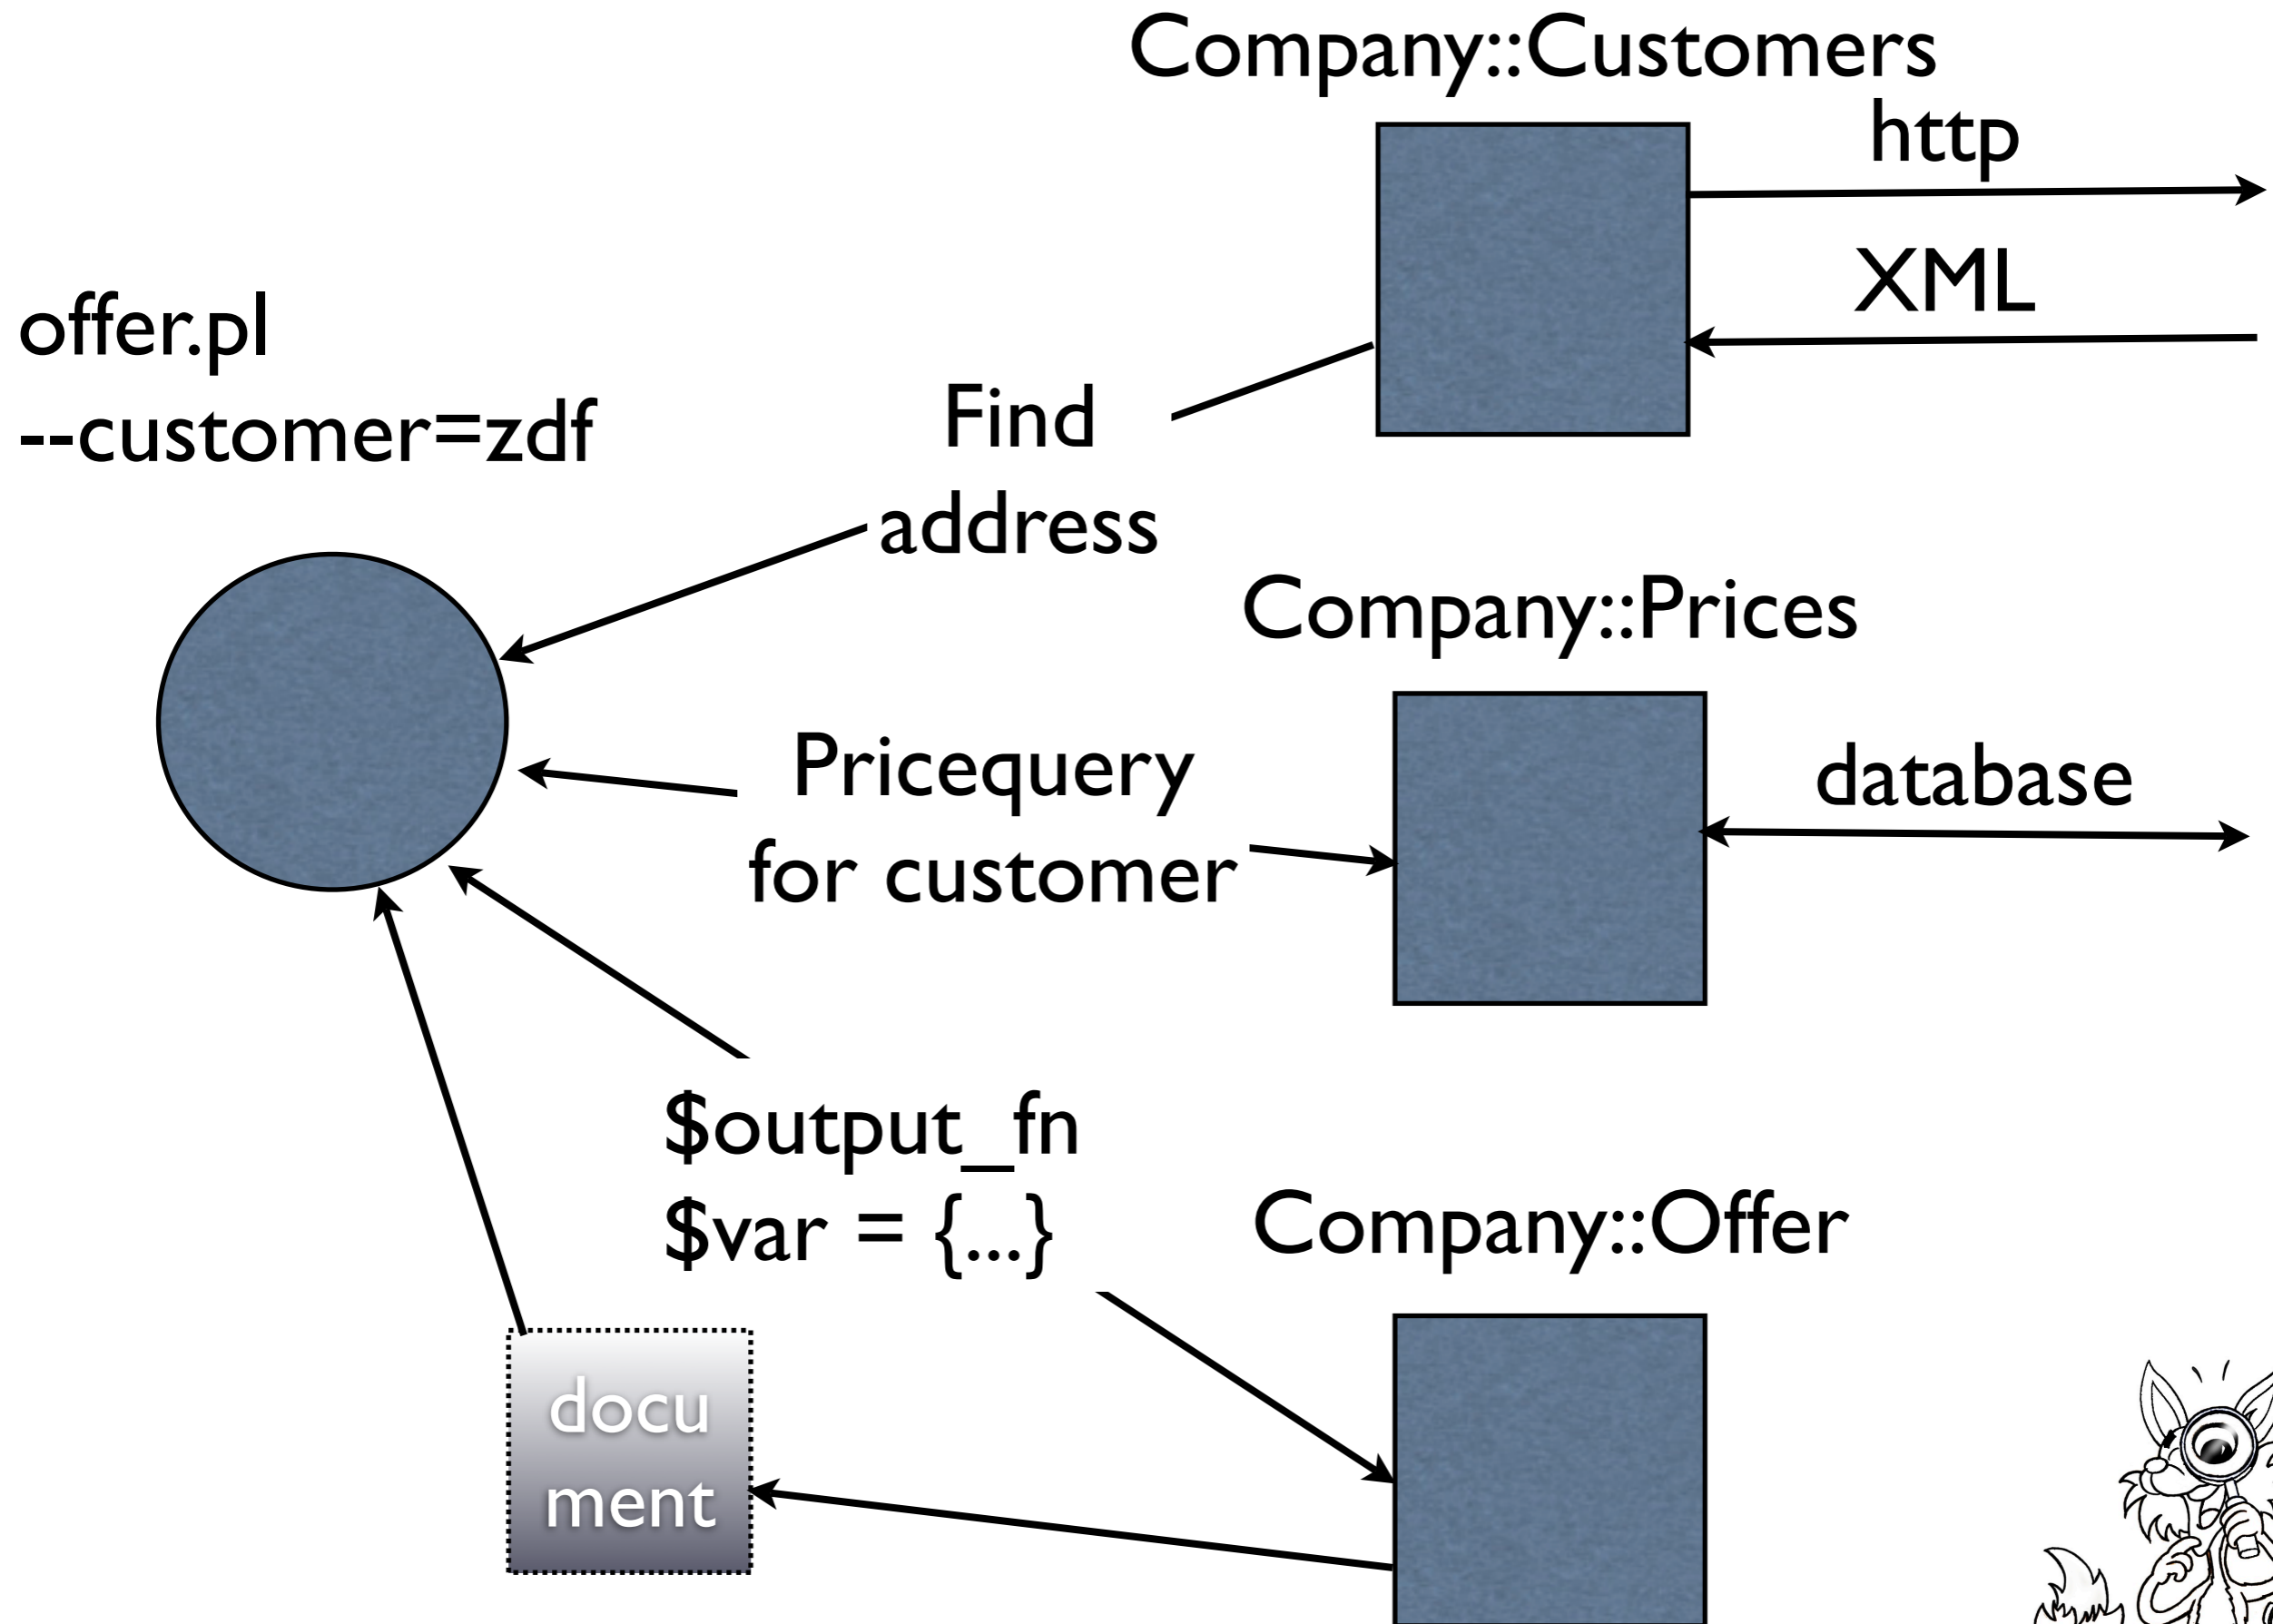 Company::Customers
http
XML
offer.pl
--customer=zdf
Find
address
Company::Prices
Pricequery
for customer
database
$output_fn
$var = {...}
Company::Offer
docu
ment